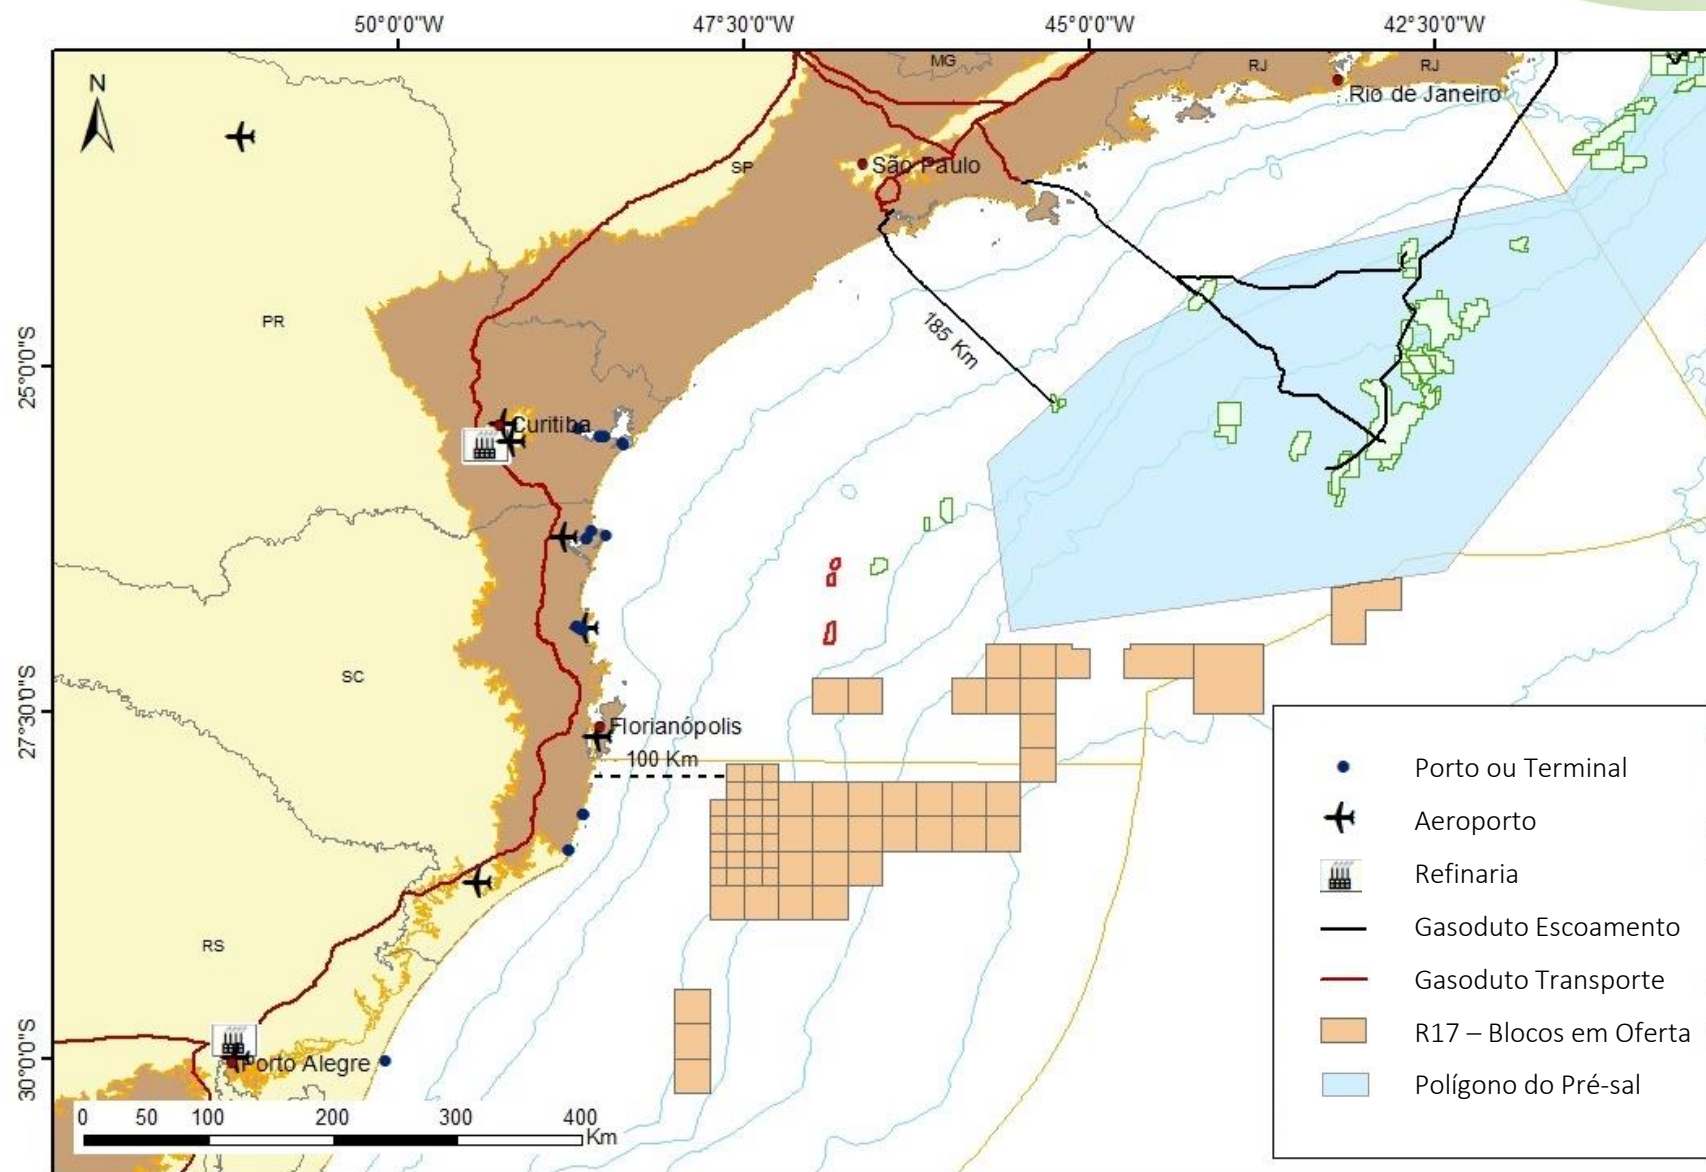 50°0'0"W
47°30'0"W
45°0'0"W
42°30'0"W
N
MG
RJ
RJ
Rio de Janeiro
SP
São Paulo
PR
185 Km
25°0'0"S
Curitiba
SC
27°30'0"S
Florianópolis
100 Km
RS
30°0'0"S
Porto Alegre
0 50 100 200 300 400
Km
Porto ou Terminal
Aeroporto
Refinaria
Gasoduto Escoamento
Gasoduto Transporte
R17 – Blocos em Oferta
Polígono do Pré-sal